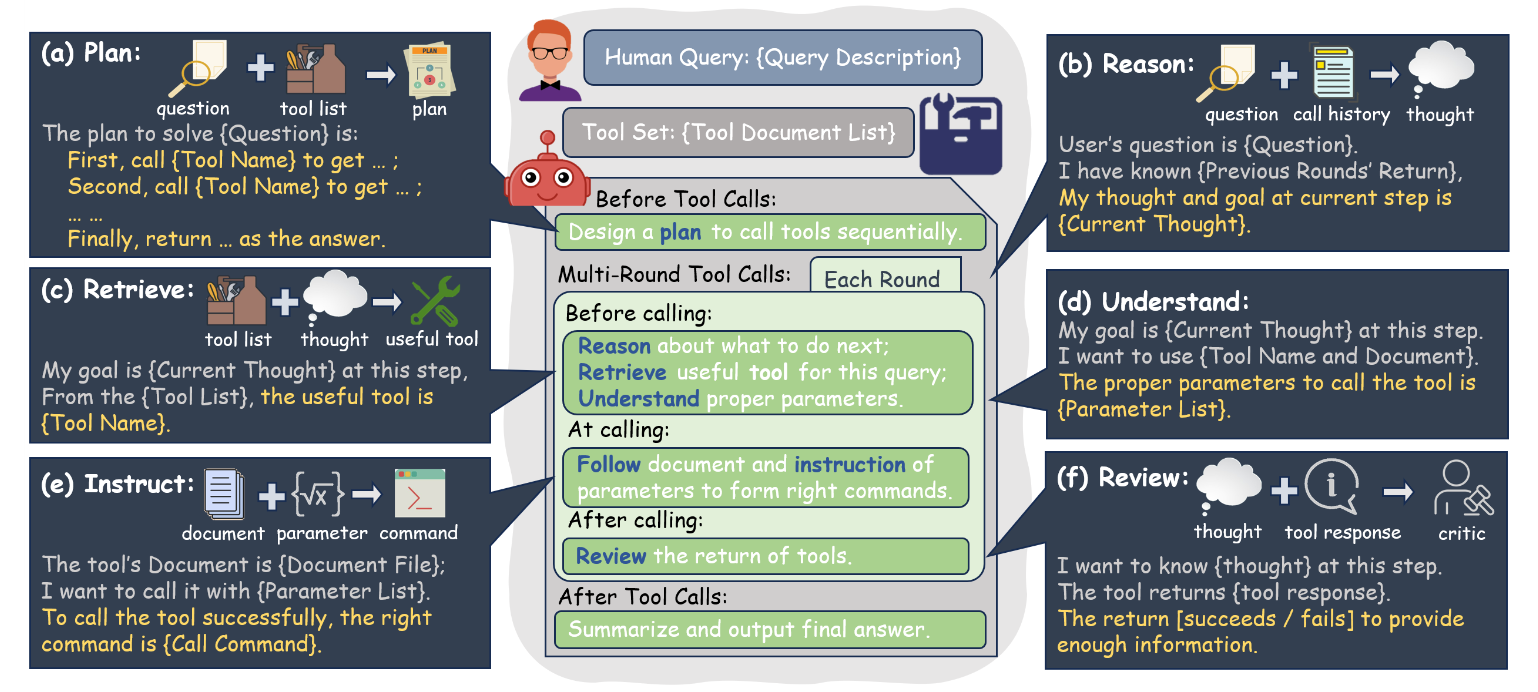 (a) Plan:
question
tool list
plan
The plan to solve {Question} is:
First, call {Tool Name} to get ... ;
Second, call {Tool Name} to get ... ;
... ...
Finally, return ... as the answer.
(c) Retrieve:
tool list
thought
useful tool
My goal is {Current Thought} at this step,
From the {Tool List}, the useful tool is
{Tool Name}.
(e) Instruct:
document
parameter
command
The tool's Document is {Document File};
I want to call it with {Parameter List}.
To call the tool successfully, the right
command is {Call Command}.
Human Query: {Query Description}
Tool Set: {Tool Document List}
Before Tool Calls:
Design a plan to call tools sequentially.
Multi-Round Tool Calls:
Each Round
Before calling:
Reason about what to do next;
Retrieve useful tool for this query;
Understand proper parameters.
At calling:
Follow document and instruction of
parameters to form right commands.
After calling:
Review the return of tools.
After Tool Calls:
Summarize and output final answer.
(b) Reason:
question
call history
thought
User's question is {Question}.
I have known {Previous Rounds' Return},
My thought and goal at current step is
{Current Thought}.
(d) Understand:
My goal is {Current Thought} at this step.
I want to use {Tool Name and Document}.
The proper parameters to call the tool is
{Parameter List}.
(f) Review:
thought
tool response
critic
I want to know {thought} at this step.
The tool returns {tool response}.
The return [succeeds / fails] to provide
enough information.
PLAN
√x
i